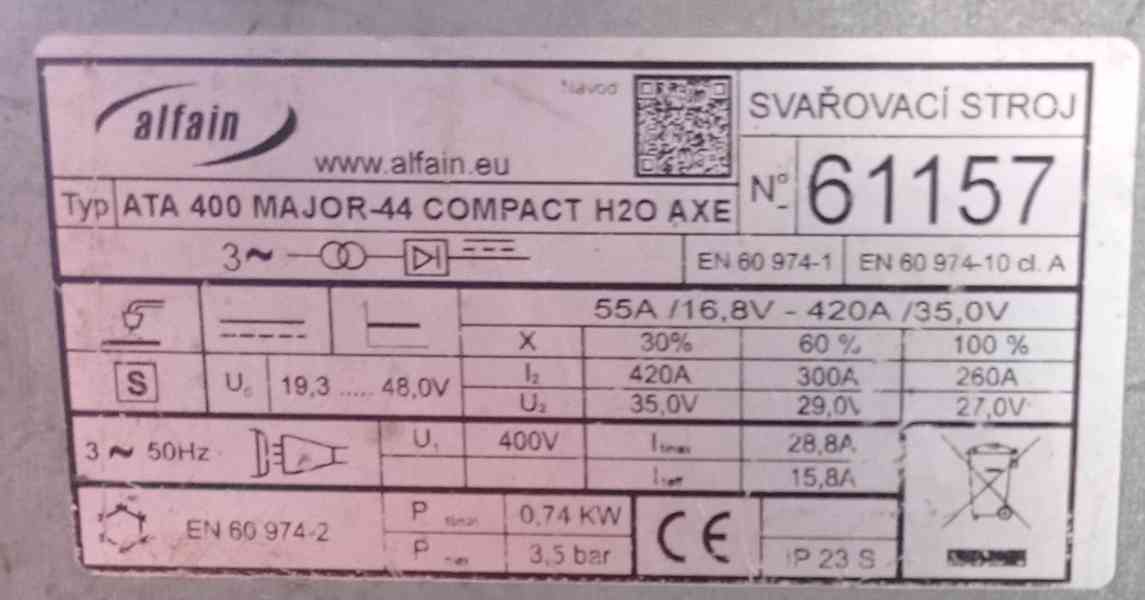 alfain
Návod
www.alfain.eu
SVAŘOVACÍ STROJ
Typ ATA 400 MAJOR-44 COMPACT H2O AXE
Nº 61157
3~
EN 60 974-1 EN 60 974-10 cl. A
55A /16,8V - 420A /35,0V
X 30% 60 % 100 %
S U₀ 19,3 ..... 48,0V
I₂ 420A 300A 260A
U₂ 35,0V 29,0V 27,0V
3 ~ 50Hz
U₁ 400V I₁max 28,8A
I₁eff 15,8A
EN 60 974-2
P 0,74 KW
P max 3,5 bar
CE
IP 23 S